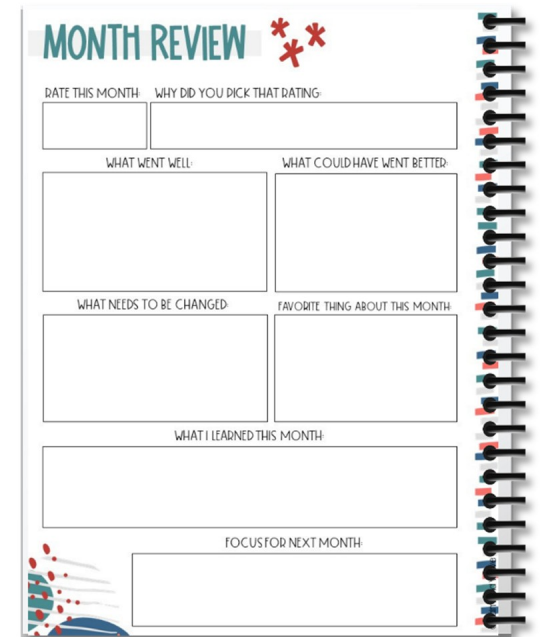 MONTH REVIEW
RATE THIS MONTH: WHY DID YOU PICK THAT RATING:
WHAT WENT WELL: WHAT COULD HAVE WENT BETTER:
WHAT NEEDS TO BE CHANGED: FAVORITE THING ABOUT THIS MONTH:
WHAT I LEARNED THIS MONTH:
FOCUS FOR NEXT MONTH: